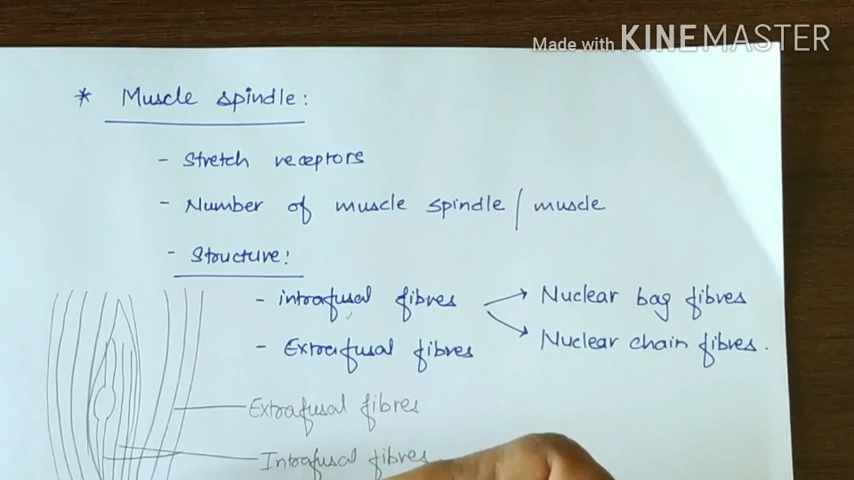 Made with KINEMASTER
* Muscle spindle:
- Stretch receptors
- Number of muscle spindle / muscle
- Structure:
- intrafusal fibres → Nuclear bag fibres
→ Nuclear chain fibres.
- Extrafusal fibres
Extrafusal fibres
Intrafusal fibres